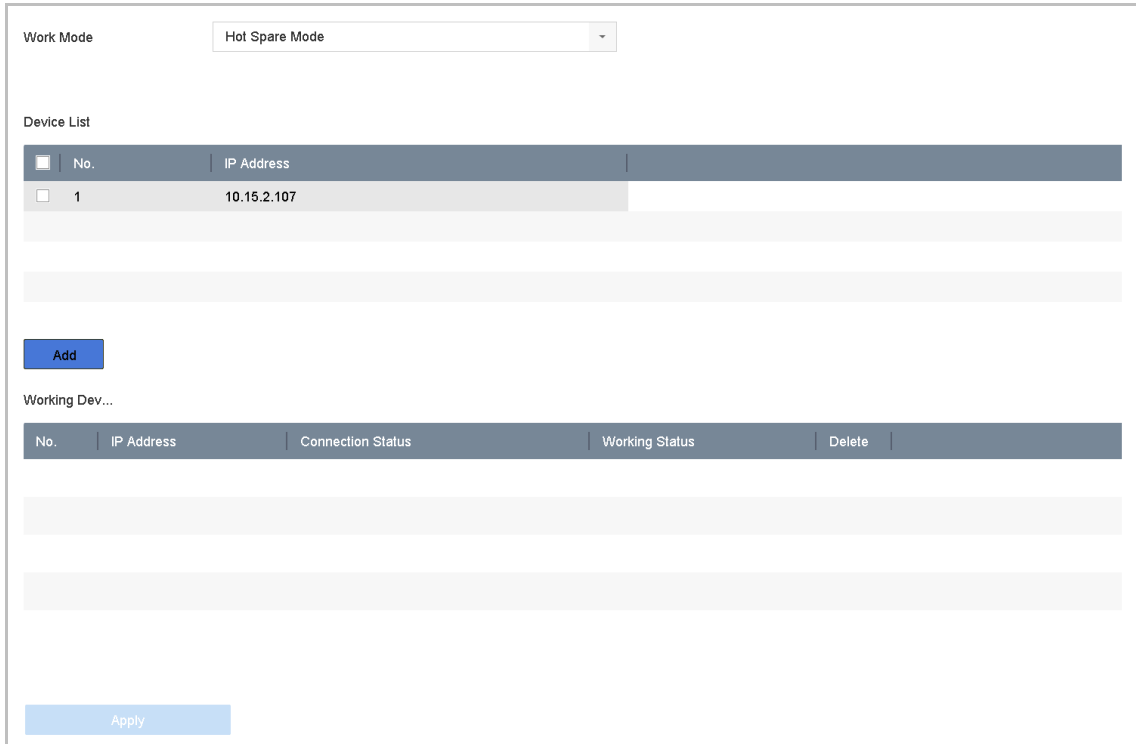 Work Mode Hot Spare Mode
Device List
No. IP Address
1 10.15.2.107
Add
Working Dev...
No. IP Address Connection Status Working Status Delete
Apply